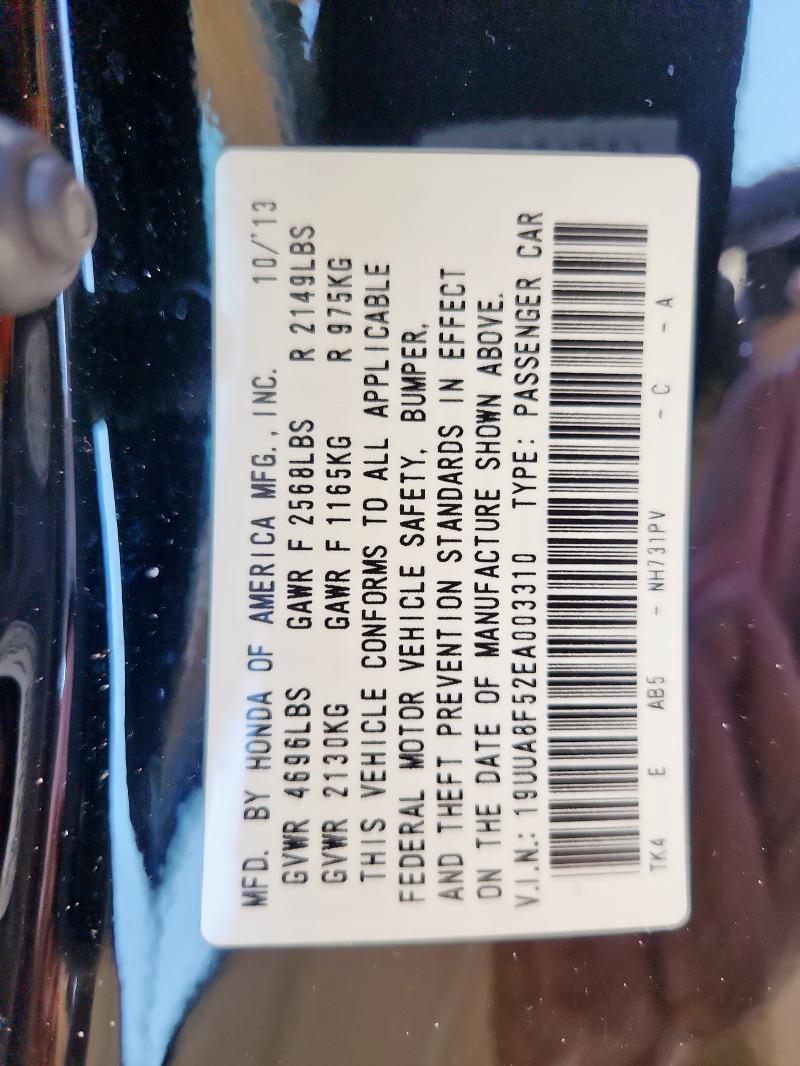 MFD. BY HONDA OF AMERICA MFG., INC. 10/'13
GVWR 4696LBS GAWR F 2568LBS R 2149LBS
GVWR 2130KG GAWR F 1165KG R 975KG
THIS VEHICLE CONFORMS TO ALL APPLICABLE
FEDERAL MOTOR VEHICLE SAFETY, BUMPER,
AND THEFT PREVENTION STANDARDS IN EFFECT
ON THE DATE OF MANUFACTURE SHOWN ABOVE.
V.I.N.: 19UUA8F52EA003310 TYPE: PASSENGER CAR
TK4 E AB5 - NH731PV - C - A